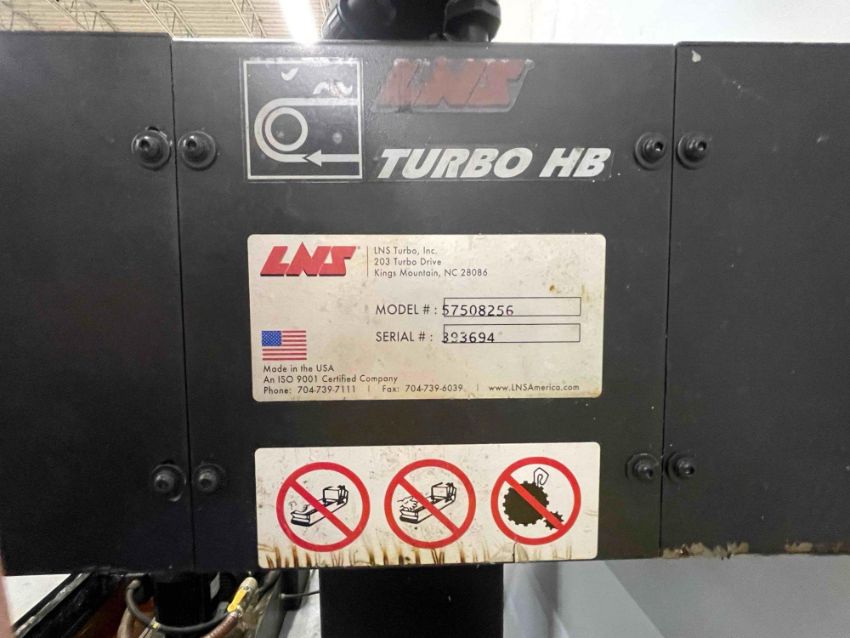 LNS
TURBO HB
LNS
LNS Turbo, Inc.
203 Turbo Drive
Kings Mountain, NC 28086
MODEL # : 57508256
SERIAL # : 393694
Made in the USA
An ISO 9001 Certified Company
Phone: 704-739-7111 | Fax: 704-739-6039 | www.LNSAmerica.com